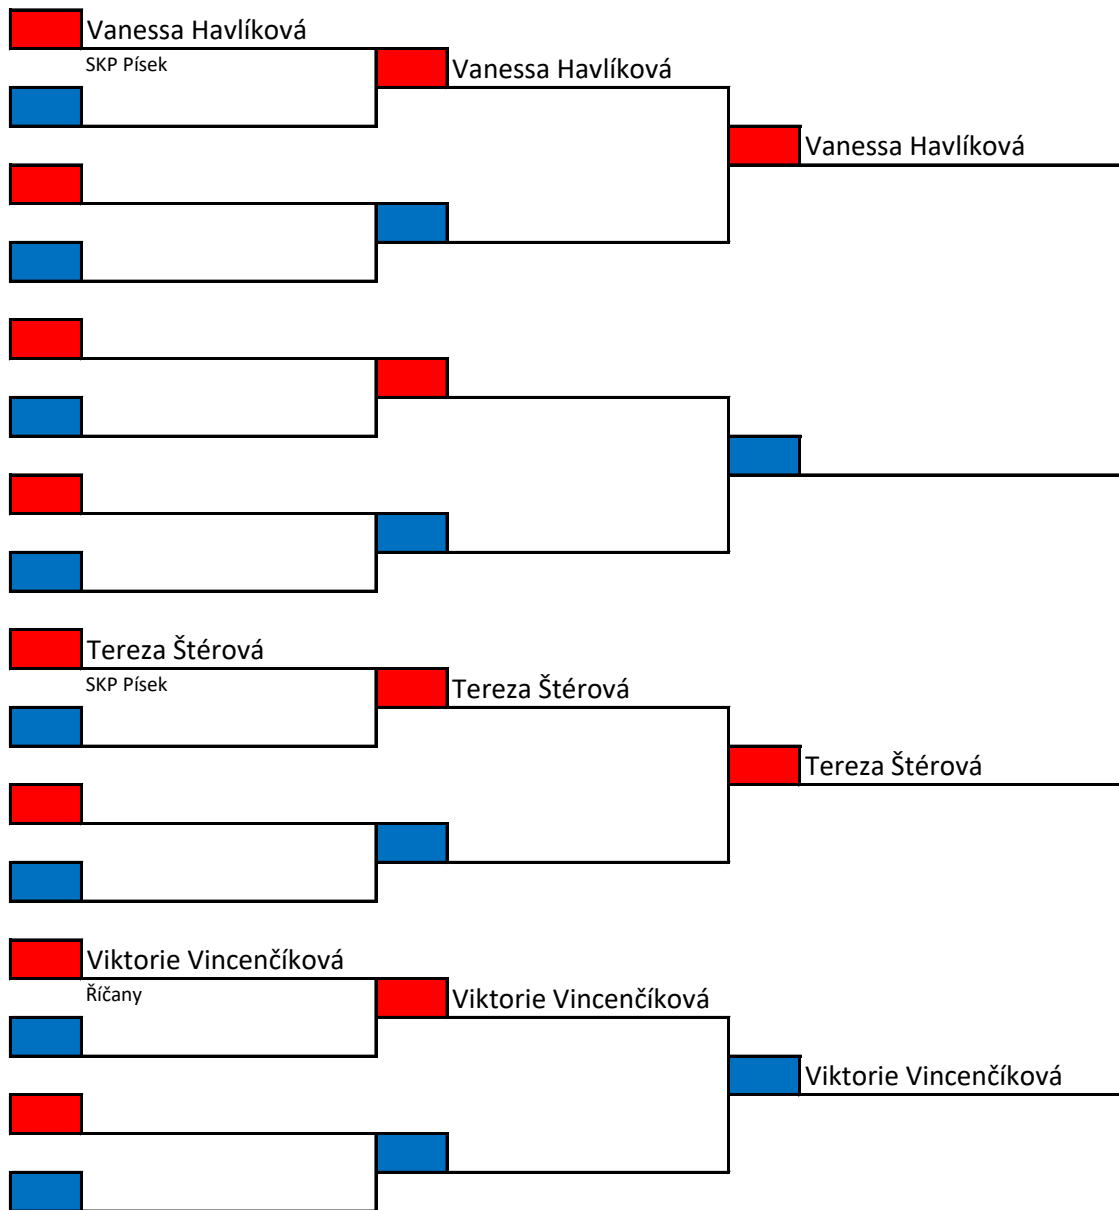 Vanessa Havlíková
SKP Písek
Vanessa Havlíková
Vanessa Havlíková
Tereza Štérová
SKP Písek
Tereza Štérová
Tereza Štérová
Viktorie Vincenčíková
Říčany
Viktorie Vincenčíková
Viktorie Vincenčíková